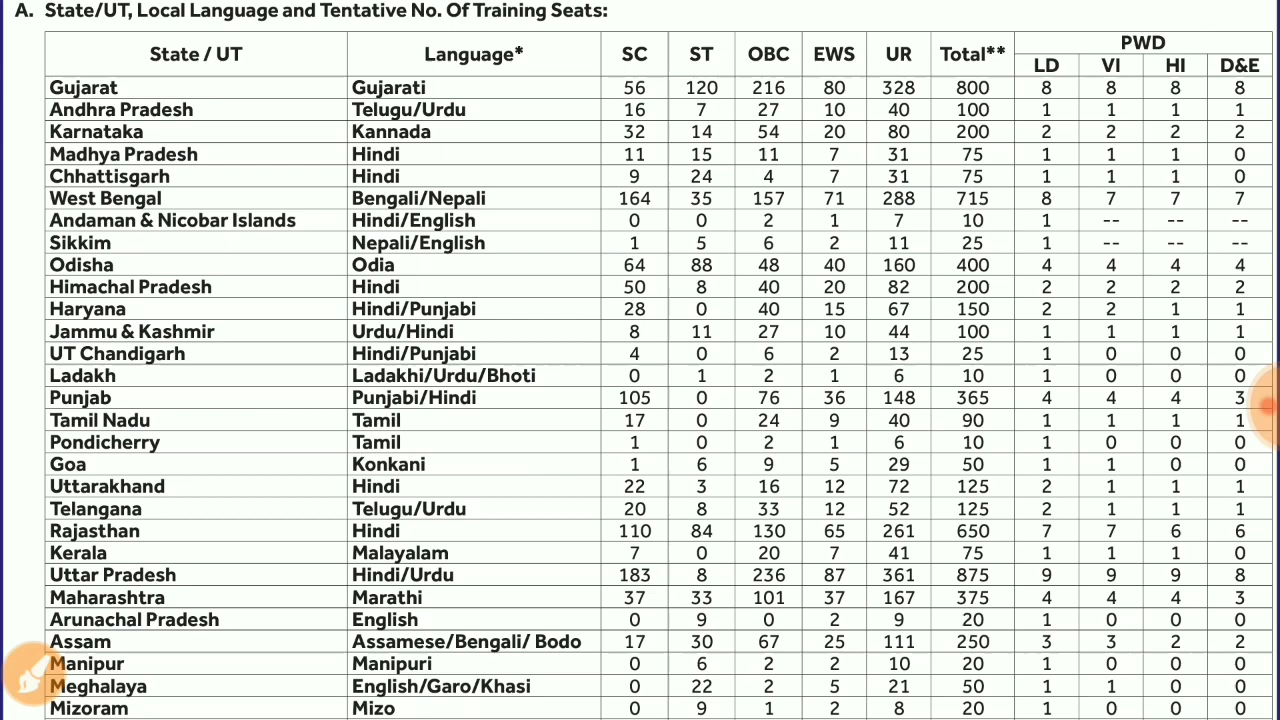 A. State/UT, Local Language and Tentative No. Of Training Seats:
State / UT Language* SC ST OBC EWS UR Total** PWD
LD VI HI D&E
Gujarat Gujarati 56 120 216 80 328 800 8 8 8 8
Andhra Pradesh Telugu/Urdu 16 7 27 10 40 100 1 1 1 1
Karnataka Kannada 32 14 54 20 80 200 2 2 2 2
Madhya Pradesh Hindi 11 15 11 7 31 75 1 1 1 0
Chhattisgarh Hindi 9 24 4 7 31 75 1 1 1 0
West Bengal Bengali/Nepali 164 35 157 71 288 715 8 7 7 7
Andaman & Nicobar Islands Hindi/English 0 0 2 1 7 10 1 -- -- --
Sikkim Nepali/English 1 5 6 2 11 25 1 -- -- --
Odisha Odia 64 88 48 40 160 400 4 4 4 4
Himachal Pradesh Hindi 50 8 40 20 82 200 2 2 2 2
Haryana Hindi/Punjabi 28 0 40 15 67 150 2 2 1 1
Jammu & Kashmir Urdu/Hindi 8 11 27 10 44 100 1 1 1 1
UT Chandigarh Hindi/Punjabi 4 0 6 2 13 25 1 0 0 0
Ladakh Ladakhi/Urdu/Bhoti 0 1 2 1 6 10 1 0 0 0
Punjab Punjabi/Hindi 105 0 76 36 148 365 4 4 4 3
Tamil Nadu Tamil 17 0 24 9 40 90 1 1 1 1
Pondicherry Tamil 1 0 2 1 6 10 1 0 0 0
Goa Konkani 1 6 9 5 29 50 1 1 0 0
Uttarakhand Hindi 22 3 16 12 72 125 2 1 1 1
Telangana Telugu/Urdu 20 8 33 12 52 125 2 1 1 1
Rajasthan Hindi 110 84 130 65 261 650 7 7 6 6
Kerala Malayalam 7 0 20 7 41 75 1 1 1 0
Uttar Pradesh Hindi/Urdu 183 8 236 87 361 875 9 9 9 8
Maharashtra Marathi 37 33 101 37 167 375 4 4 4 3
Arunachal Pradesh English 0 9 0 2 9 20 1 0 0 0
Assam Assamese/Bengali/ Bodo 17 30 67 25 111 250 3 3 2 2
Manipur Manipuri 0 6 2 2 10 20 1 0 0 0
Meghalaya English/Garo/Khasi 0 22 2 5 21 50 1 1 0 0
Mizoram Mizo 0 9 1 2 8 20 1 0 0 0